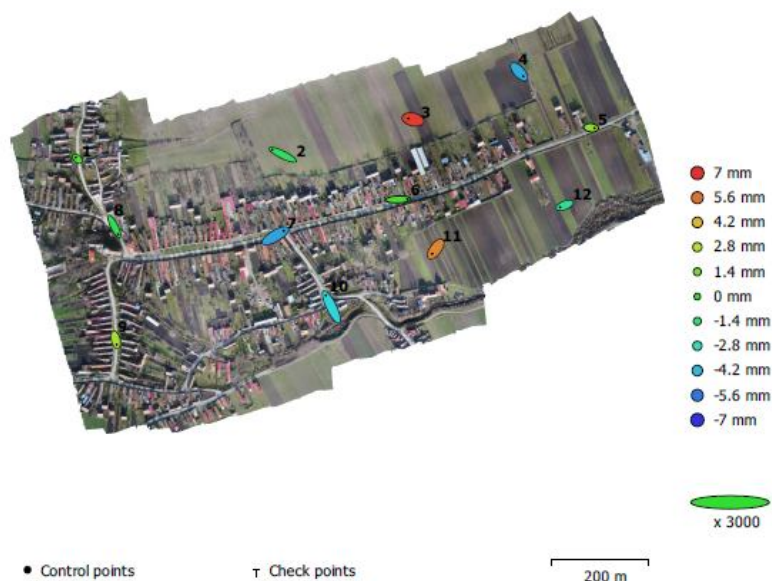 4
3
5
1
2
6
12
8
7
11
10
9
7 mm
5.6 mm
4.2 mm
2.8 mm
1.4 mm
0 mm
-1.4 mm
-2.8 mm
-4.2 mm
-5.6 mm
-7 mm
x 3000
Control points
Check points
200 m